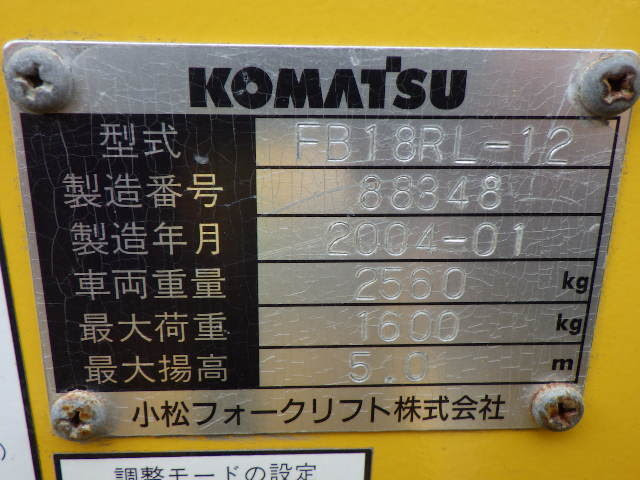 KOMATSU
型式 FB18RL-12
製造番号 88348
製造年月 2004-01
車両重量 2560 kg
最大荷重 1600 kg
最大揚高 5.0 m
小松フォークリフト株式会社
調整モードの設定
)